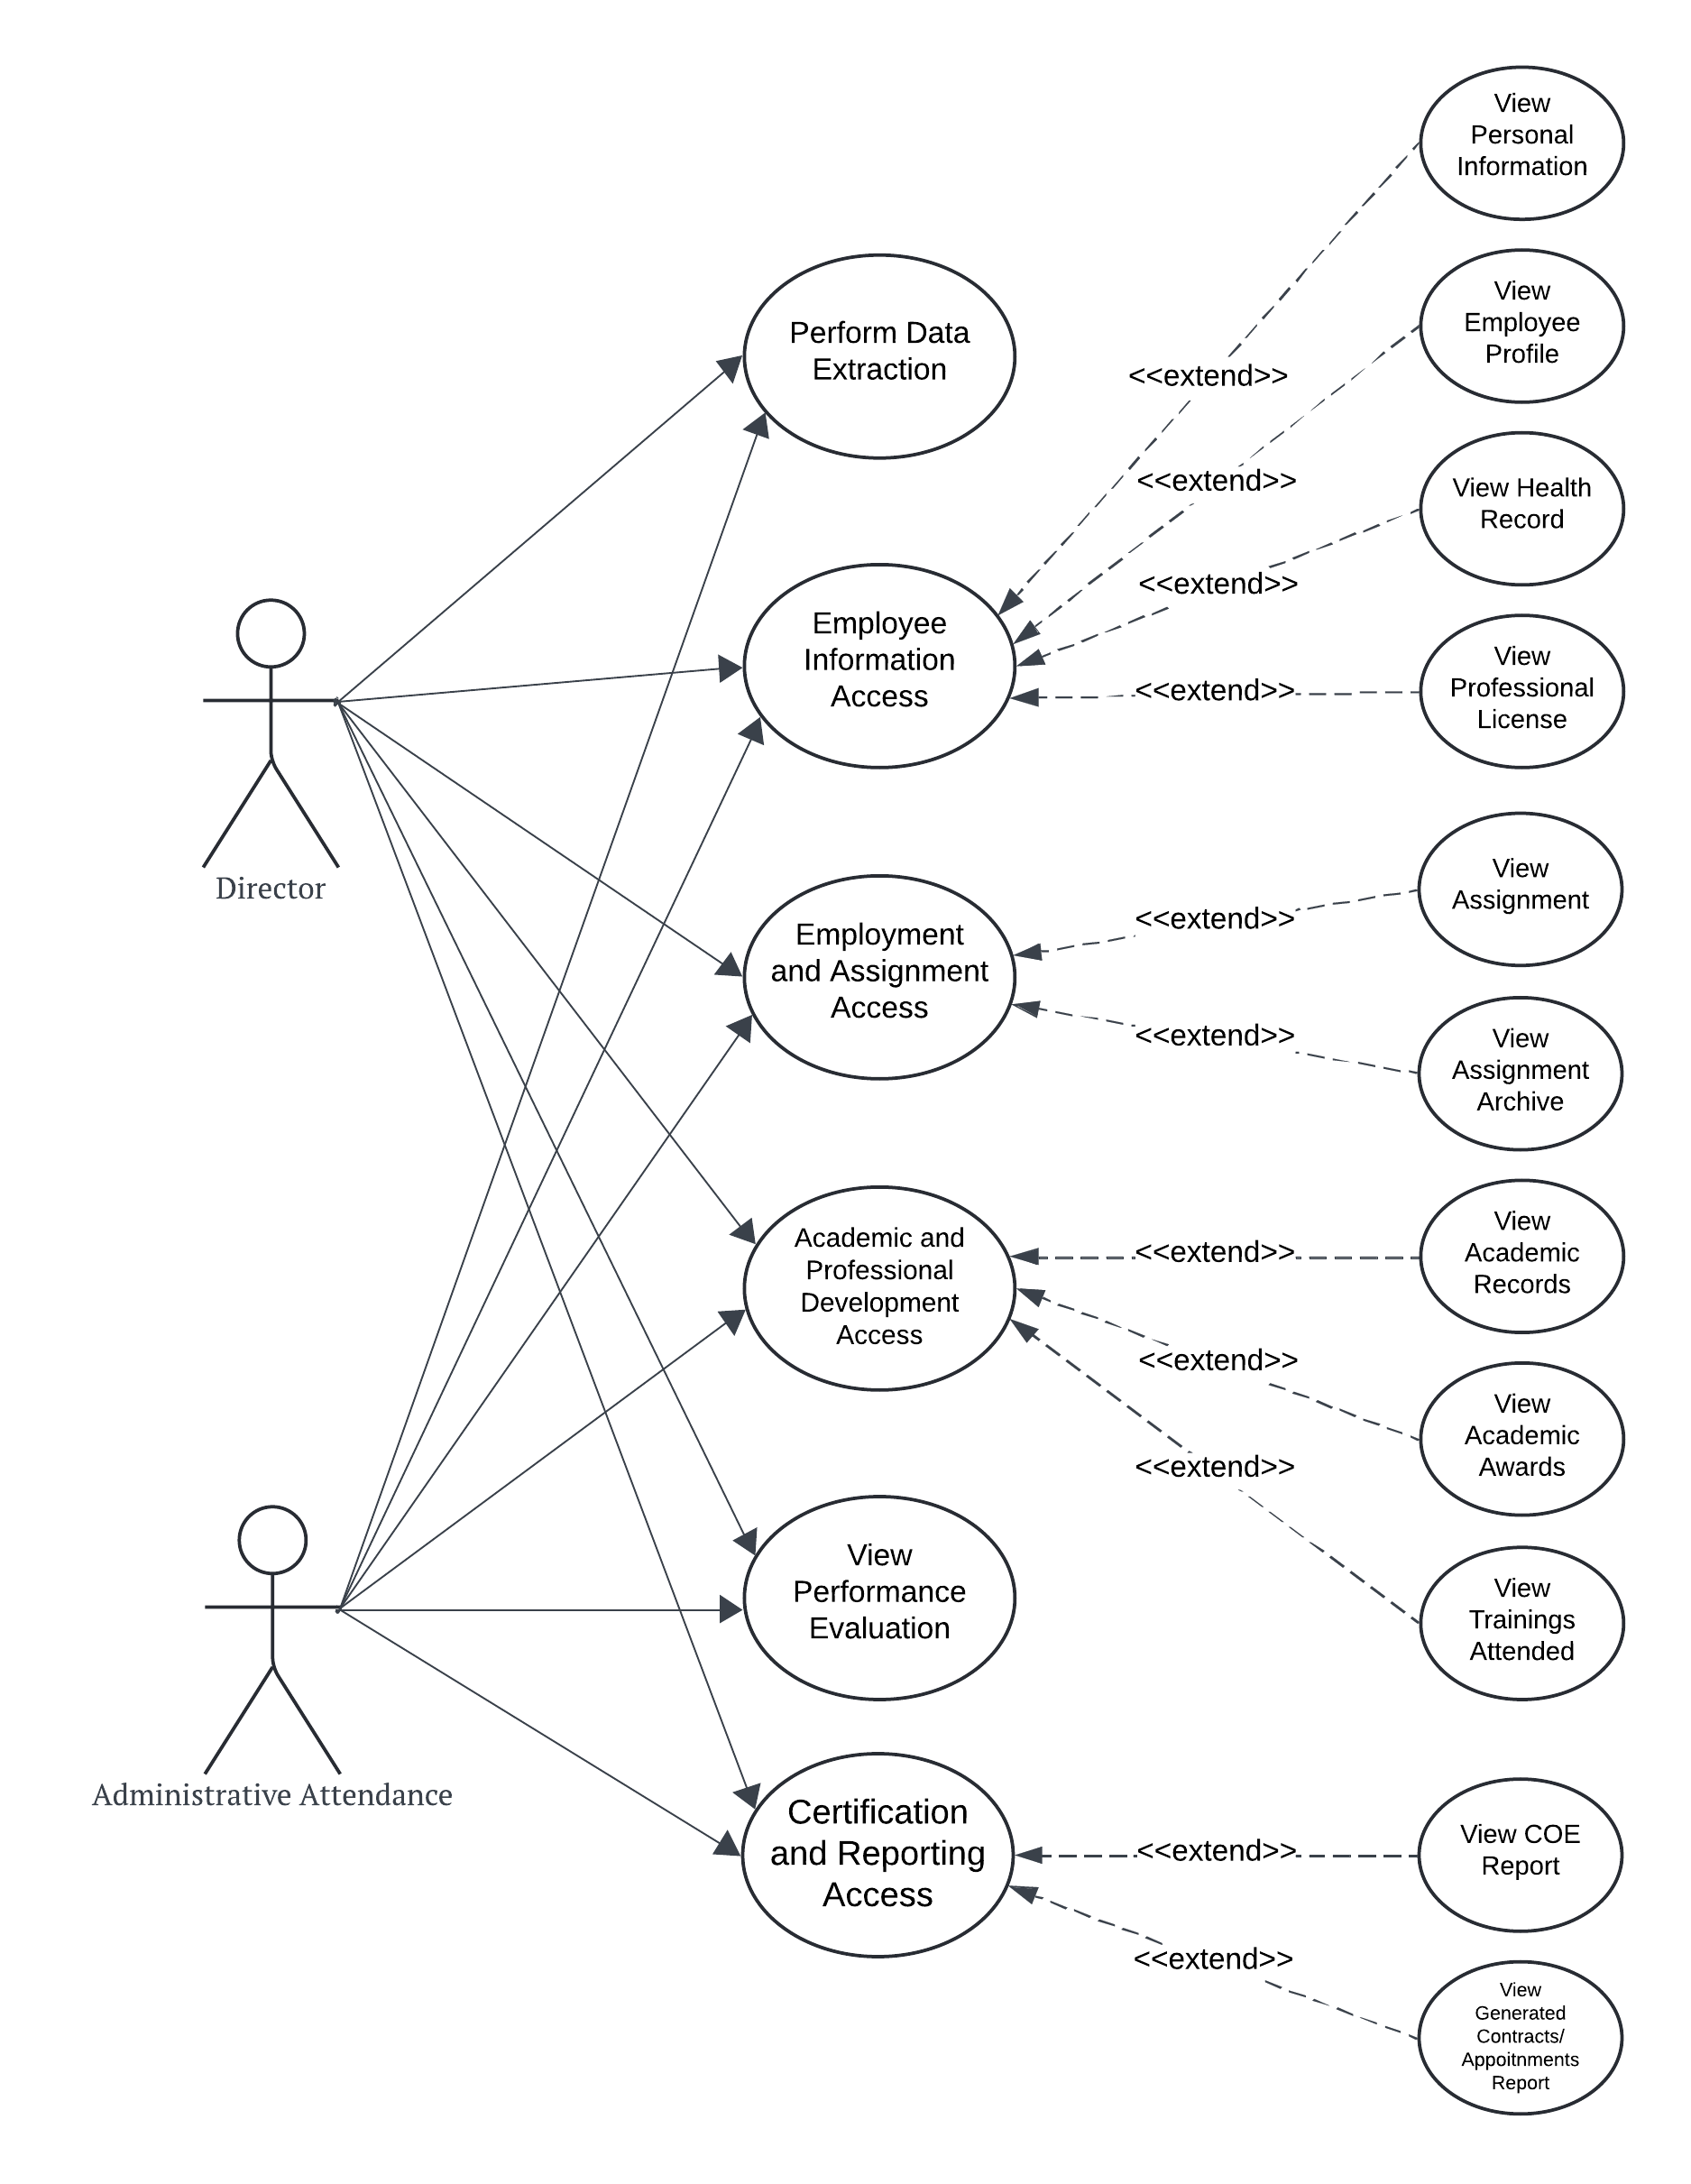 View
Personal
Information
View
Employee
Profile
Perform Data
Extraction
<<extend>>
<<extend>>
View Health
Record
<<extend>>
Employee
Information
Access
View
Professional
License
<<extend>>
Director
View
Assignment
<<extend>>
Employment
and Assignment
Access
<<extend>>
View
Assignment
Archive
Academic and
Professional
Development
Access
<<extend>>
View
Academic
Records
<<extend>>
View
Academic
Awards
<<extend>>
View
Performance
Evaluation
View
Trainings
Attended
Administrative Attendance
Certification
and Reporting
Access
<<extend>>
View COE
Report
<<extend>>
View
Generated
Contracts/
Appoitnments
Report